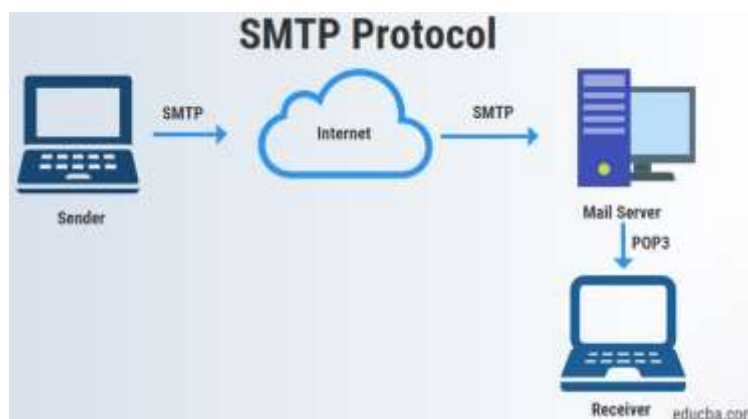 SMTP Protocol
SMTP
Internet
SMTP
Sender
Mail Server
POP3
Receiver
educba.com